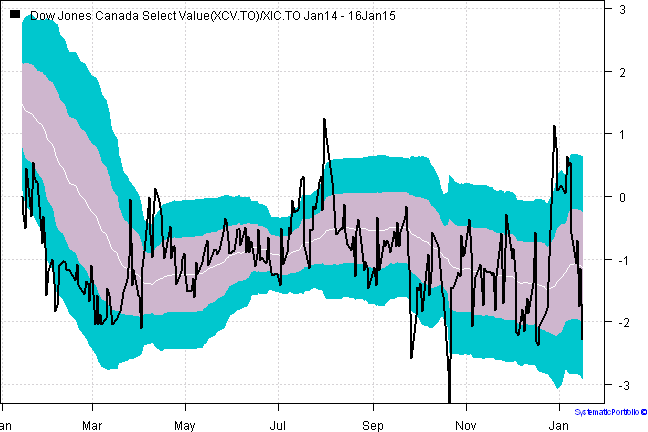 Dow Jones Canada Select Value(XCV.TO)/XIC.TO Jan14 - 16Jan15
3
2
1
0
-1
-2
-3
an Mar May Jul Sep Nov Jan
SystematicPortfolio ©